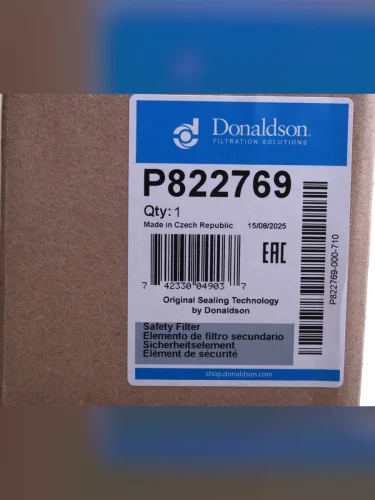 Donaldson.
FILTRATION SOLUTIONS
P822769
Qty: 1
Made in Czech Republic 15/08/2025
EAC
7 42330 04903 7
Original Sealing Technology
by Donaldson
P822769-000-710
Safety Filter
Elemento de filtro secundario
Sicherheitselement
Elément de sécurité
shop.donaldson.com